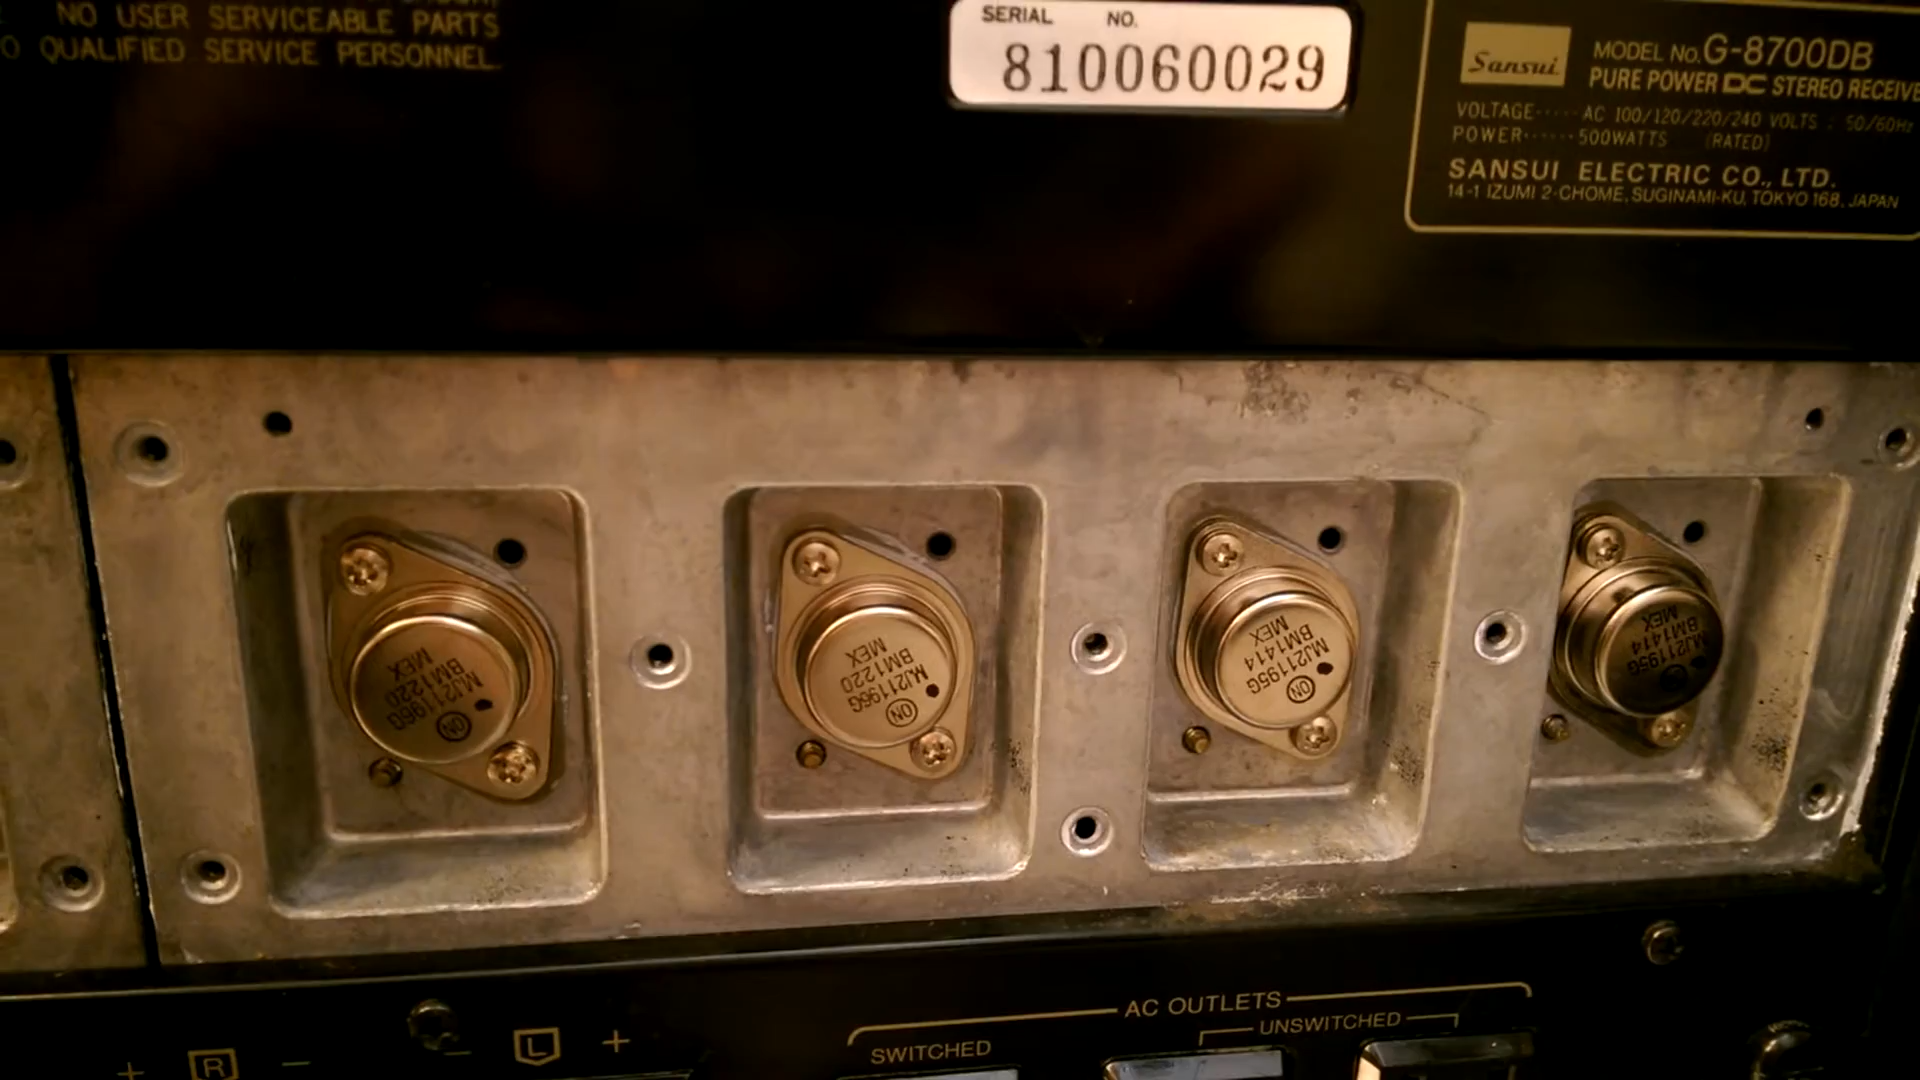 NO USER SERVICEABLE PARTS
QUALIFIED SERVICE PERSONNEL.
SERIAL NO.
810060029
Sansui
MODEL No. G-8700DB
PURE POWER DC STEREO RECEIVE
VOLTAGE····· AC 100/120/220/240 VOLTS : 50/60Hz
POWER······ 500WATTS (RATED)
SANSUI ELECTRIC CO., LTD.
14-1 IZUMI 2-CHOME, SUGINAMI-KU, TOKYO 168, JAPAN
ON
MJ21196G
BM1220
MEX
ON
MJ21196G
BM1220
MEX
ON
MJ21195G
BM1414
MEX
MJ21195G
BM1414
MEX
AC OUTLETS
UNSWITCHED
SWITCHED
+ R − − L +